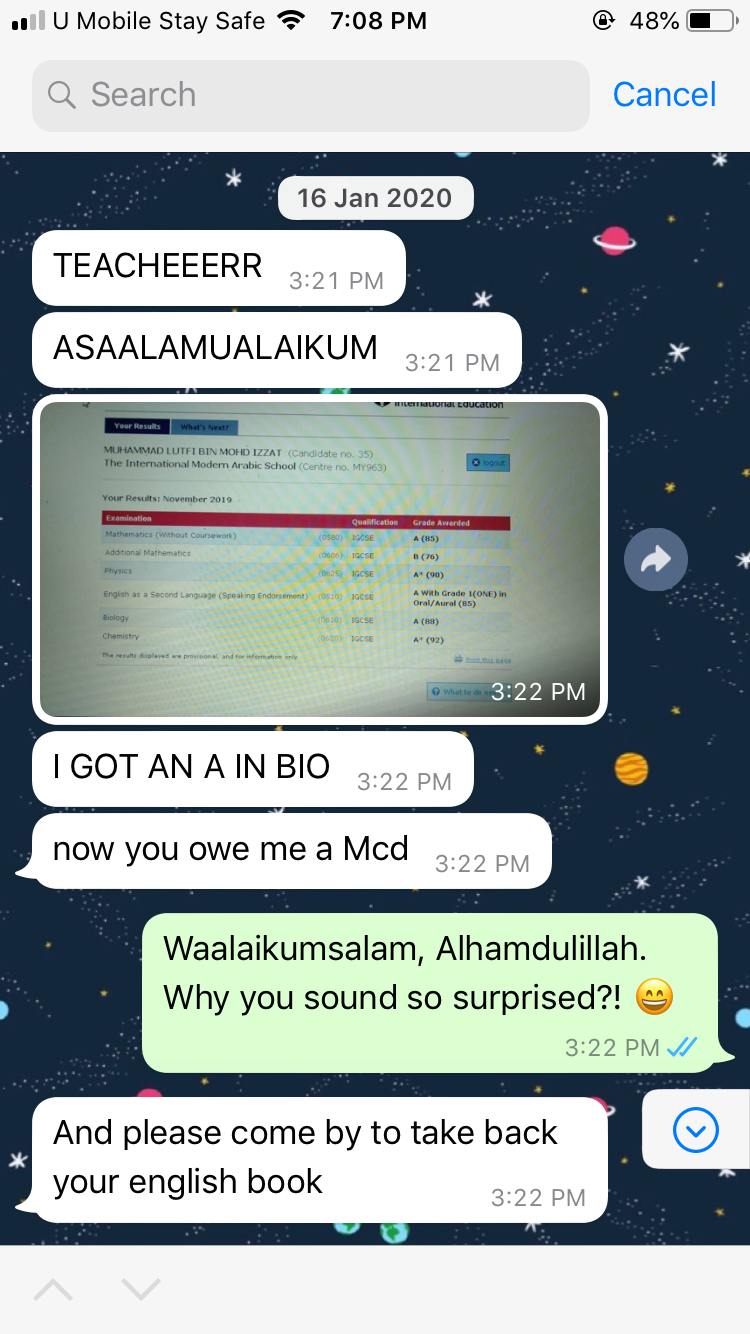 U Mobile Stay Safe 7:08 PM 48%
Search Cancel
16 Jan 2020
TEACHEEERR 3:21 PM
ASAALAMUALAIKUM 3:21 PM
International Education
Your Results What's Next?
MUHAMMAD LUTFI BIN MOHD IZZAT (Candidate no. 35)
The International Modern Arabic School (Centre no. MY963)
logout
Your Results: November 2019
Examination Qualification Grade Awarded
Mathematics (Without Coursework) (0580) IGCSE A (85)
Additional Mathematics (0606) IGCSE B (76)
Physics (0625) IGCSE A* (90)
English as a Second Language (Speaking Endorsement) (0510) IGCSE A With Grade 1(ONE) in
Oral/Aural (85)
Biology (0610) IGCSE A (88)
Chemistry (0620) IGCSE A* (92)
The results displayed are provisional, and for information only
Print this page
What to do
3:22 PM
I GOT AN A IN BIO 3:22 PM
now you owe me a Mcd 3:22 PM
Waalaikumsalam, Alhamdulillah.
Why you sound so surprised?! 😄
3:22 PM
And please come by to take back
your english book 3:22 PM